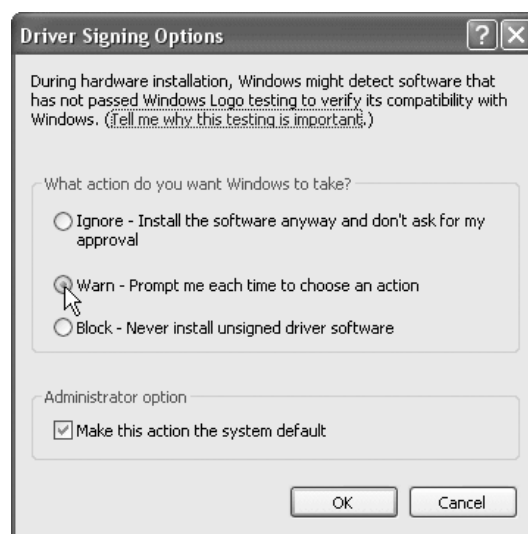 Driver Signing Options
During hardware installation, Windows might detect software that
has not passed Windows Logo testing to verify its compatibility with
Windows. (Tell me why this testing is important.)
What action do you want Windows to take?
Ignore - Install the software anyway and don't ask for my
approval
Warn - Prompt me each time to choose an action
Block - Never install unsigned driver software
Administrator option
Make this action the system default
OK Cancel